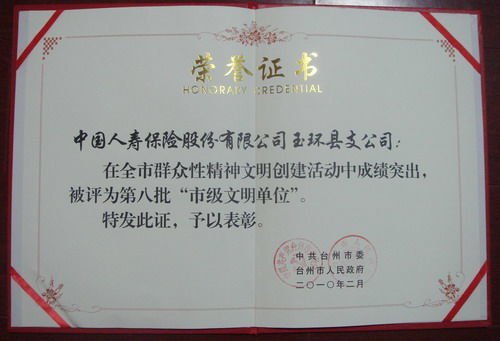 荣誉证书
HONORARY CREDENTIAL
中国人寿保险股份有限公司玉环县支公司：
在全市群众性精神文明创建活动中成绩突出，
被评为第八批“市级文明单位”。
特发此证，予以表彰。
中共台州市委
台州市人民政府
二〇一〇年二月